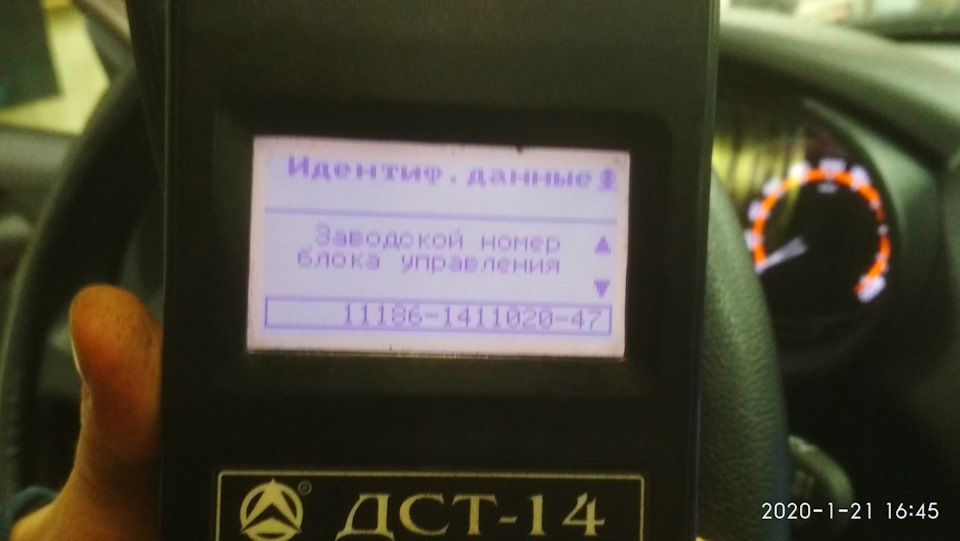 Идентиф.данные
Заводской номер
блока управления
11186-1411020-47
ДСТ-14
2020-1-21 16:45